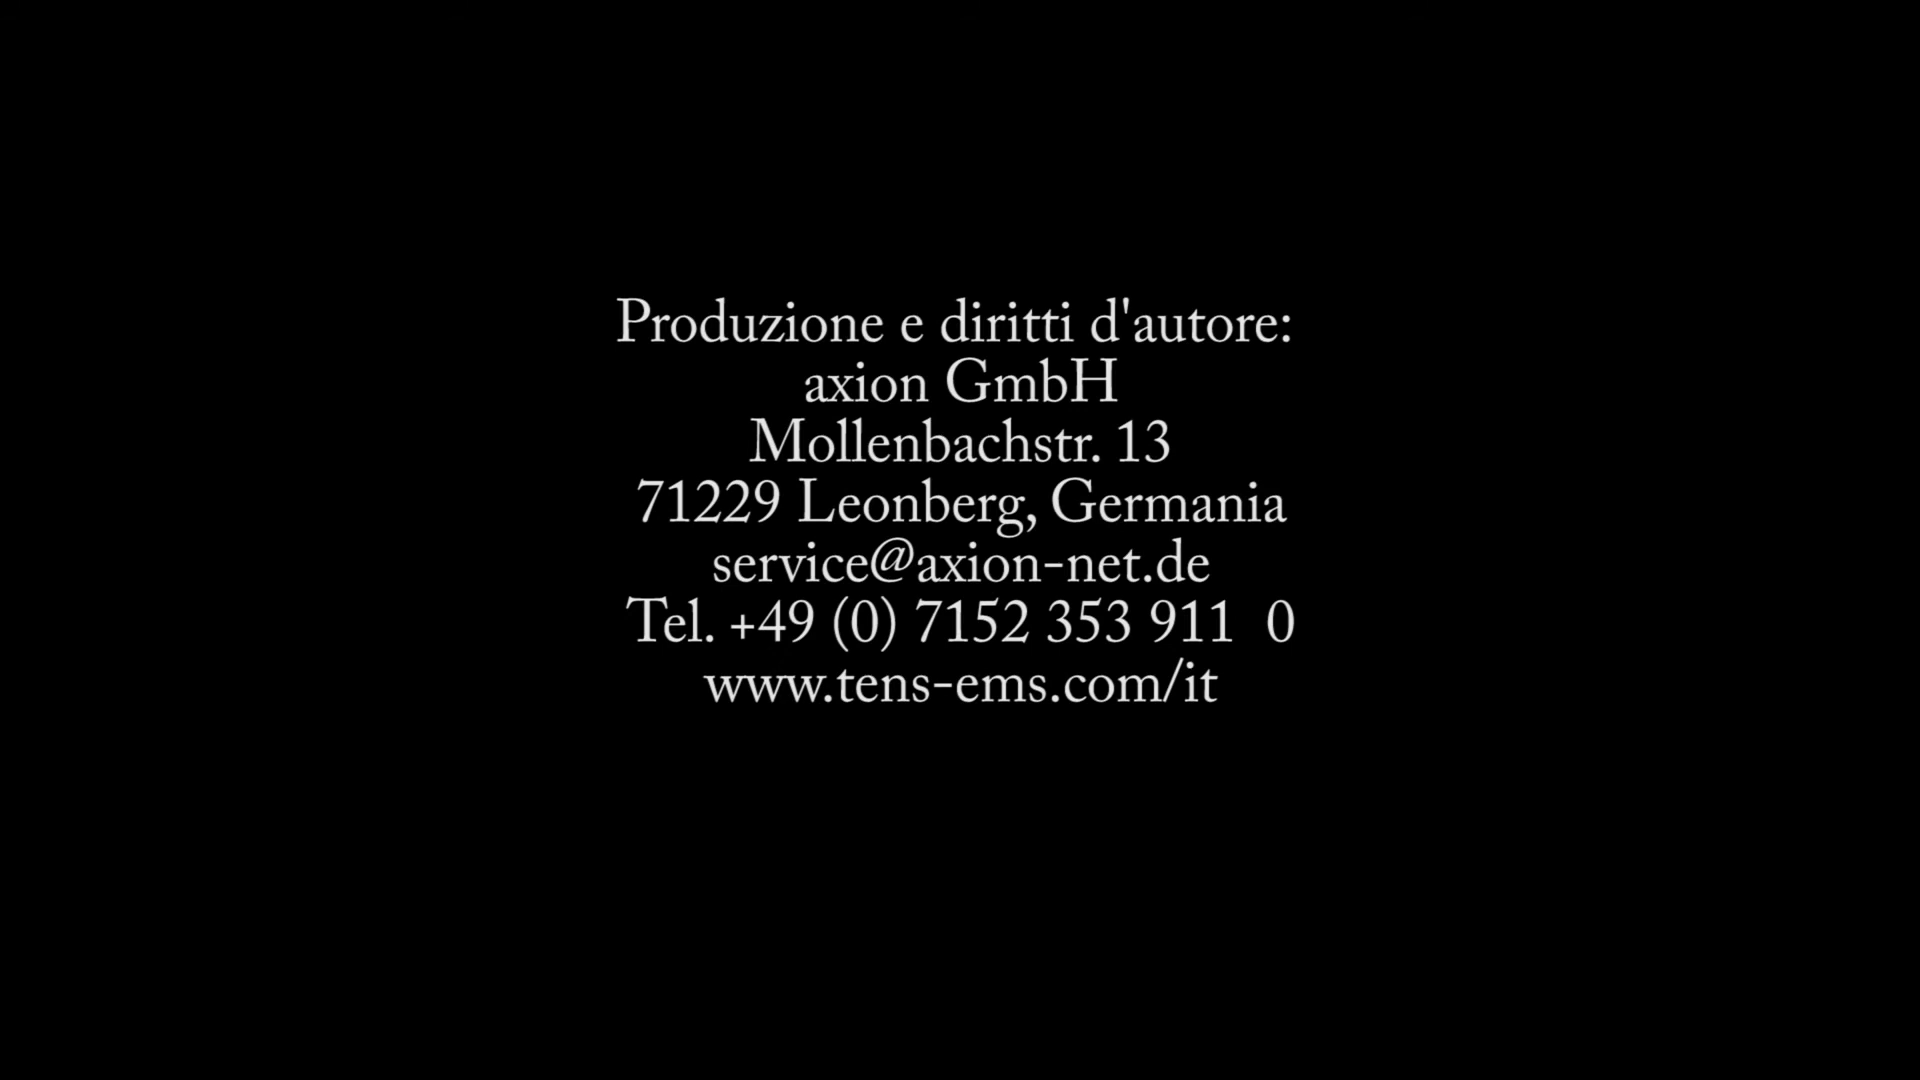 Produzione e diritti d'autore:
axion GmbH
Mollenbachstr. 13
71229 Leonberg, Germania
service@axion-net.de
Tel. +49 (0) 7152 353 911  0
www.tens-ems.com/it